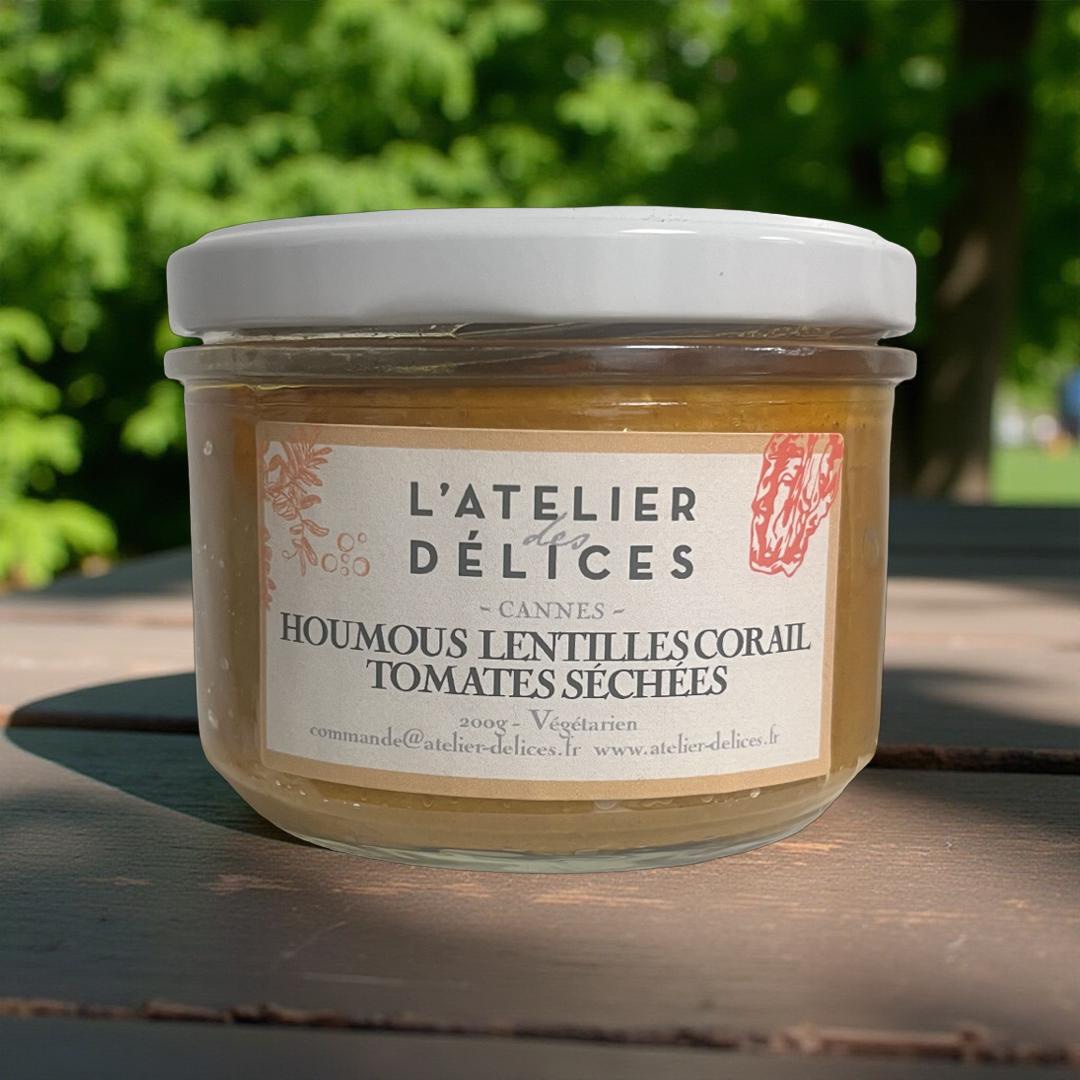 L'ATELIER
des
DÉLICES
- CANNES -
HOUMOUS LENTILLES CORAIL
TOMATES SÉCHÉES
200g - Végétarien
commande@atelier-delices.fr www.atelier-delices.fr